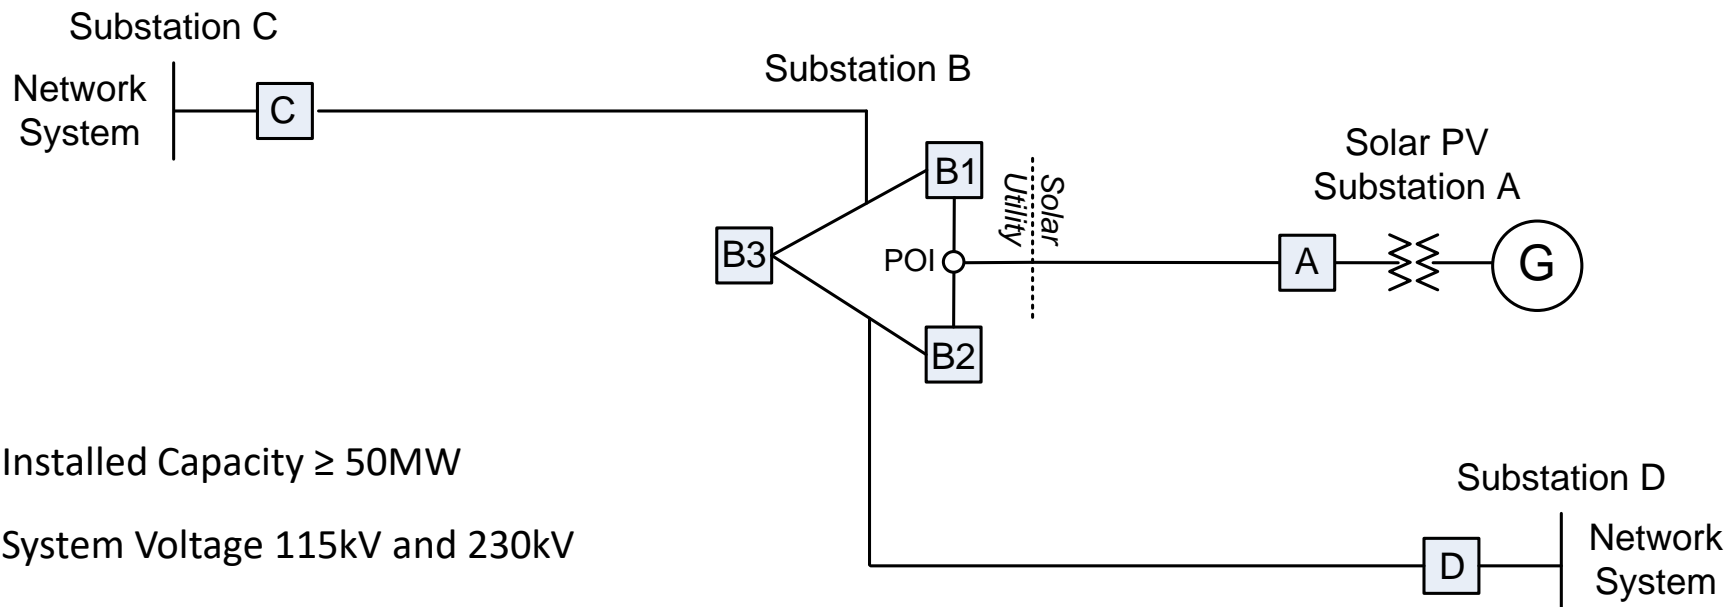 Substation C
Network
System
C
Substation B
B1
Solar
Utility
Solar PV
Substation A
B3
POI
A
G
B2
Installed Capacity ≥ 50MW
System Voltage 115kV and 230kV
Substation D
D
Network
System